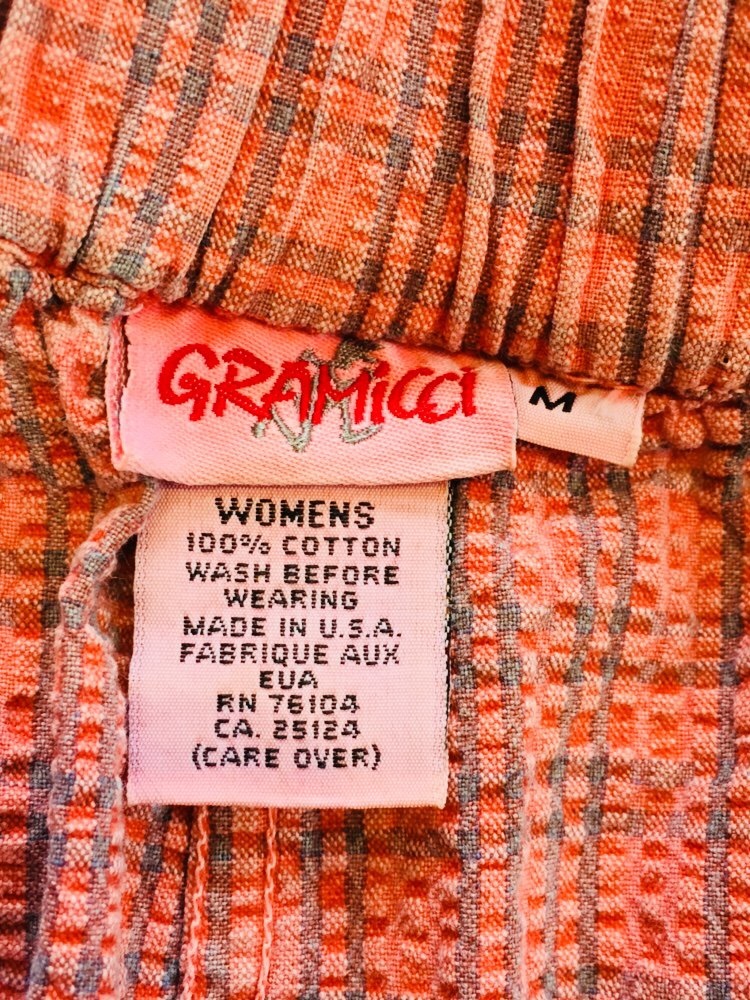 GRAMicci
M
WOMENS
100% COTTON
WASH BEFORE
WEARING
MADE IN U.S.A.
FABRIQUE AUX
EUA
RN 76104
CA. 25124
(CARE OVER)